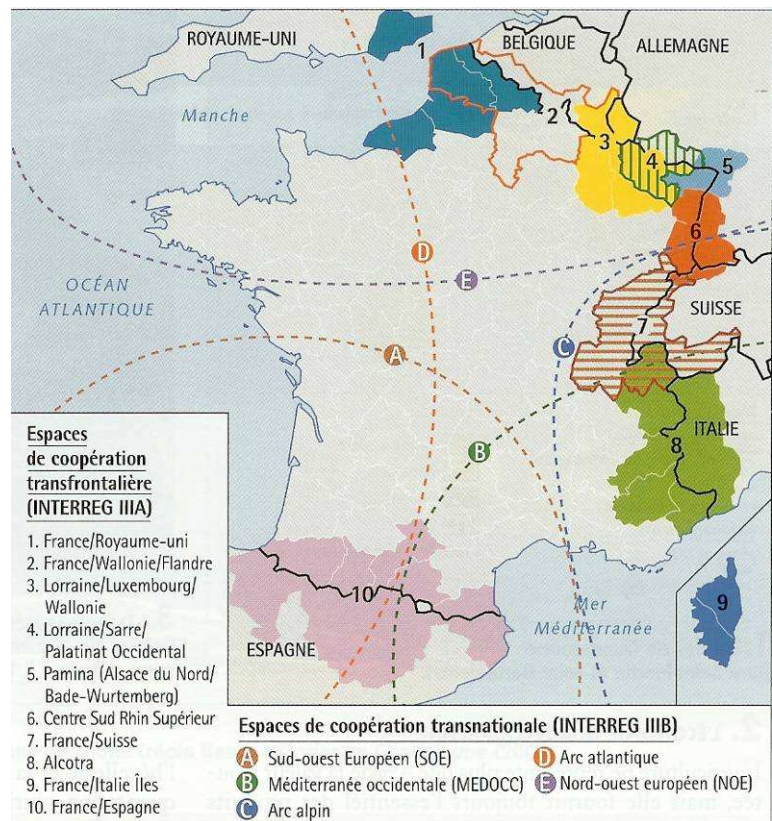 ROYAUME-UNI
BELGIQUE
ALLEMAGNE
1
2
Manche
3
4
5
6
D
OCÉAN
ATLANTIQUE
E
SUISSE
7
A
C
ITALIE
B
8
9
10
Mer
Méditerranée
ESPAGNE
Espaces
de coopération
transfrontalière
(INTERREG IIIA)
1. France/Royaume-uni
2. France/Wallonie/Flandre
3. Lorraine/Luxembourg/
Wallonie
4. Lorraine/Sarre/
Palatinat Occidental
5. Pamina (Alsace du Nord/
Bade-Wurtemberg)
6. Centre Sud Rhin Supérieur
7. France/Suisse
8. Alcotra
9. France/Italie Îles
10. France/Espagne
Espaces de coopération transnationale (INTERREG IIIB)
A Sud-ouest Européen (SOE)
B Méditerranée occidentale (MEDOCC)
C Arc alpin
D Arc atlantique
E Nord-ouest européen (NOE)